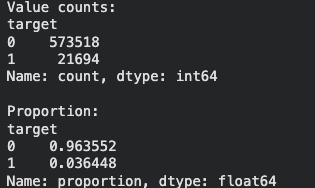 Value counts:
target
0    573518
1     21694
Name: count, dtype: int64

Proportion:
target
0    0.963552
1    0.036448
Name: proportion, dtype: float64